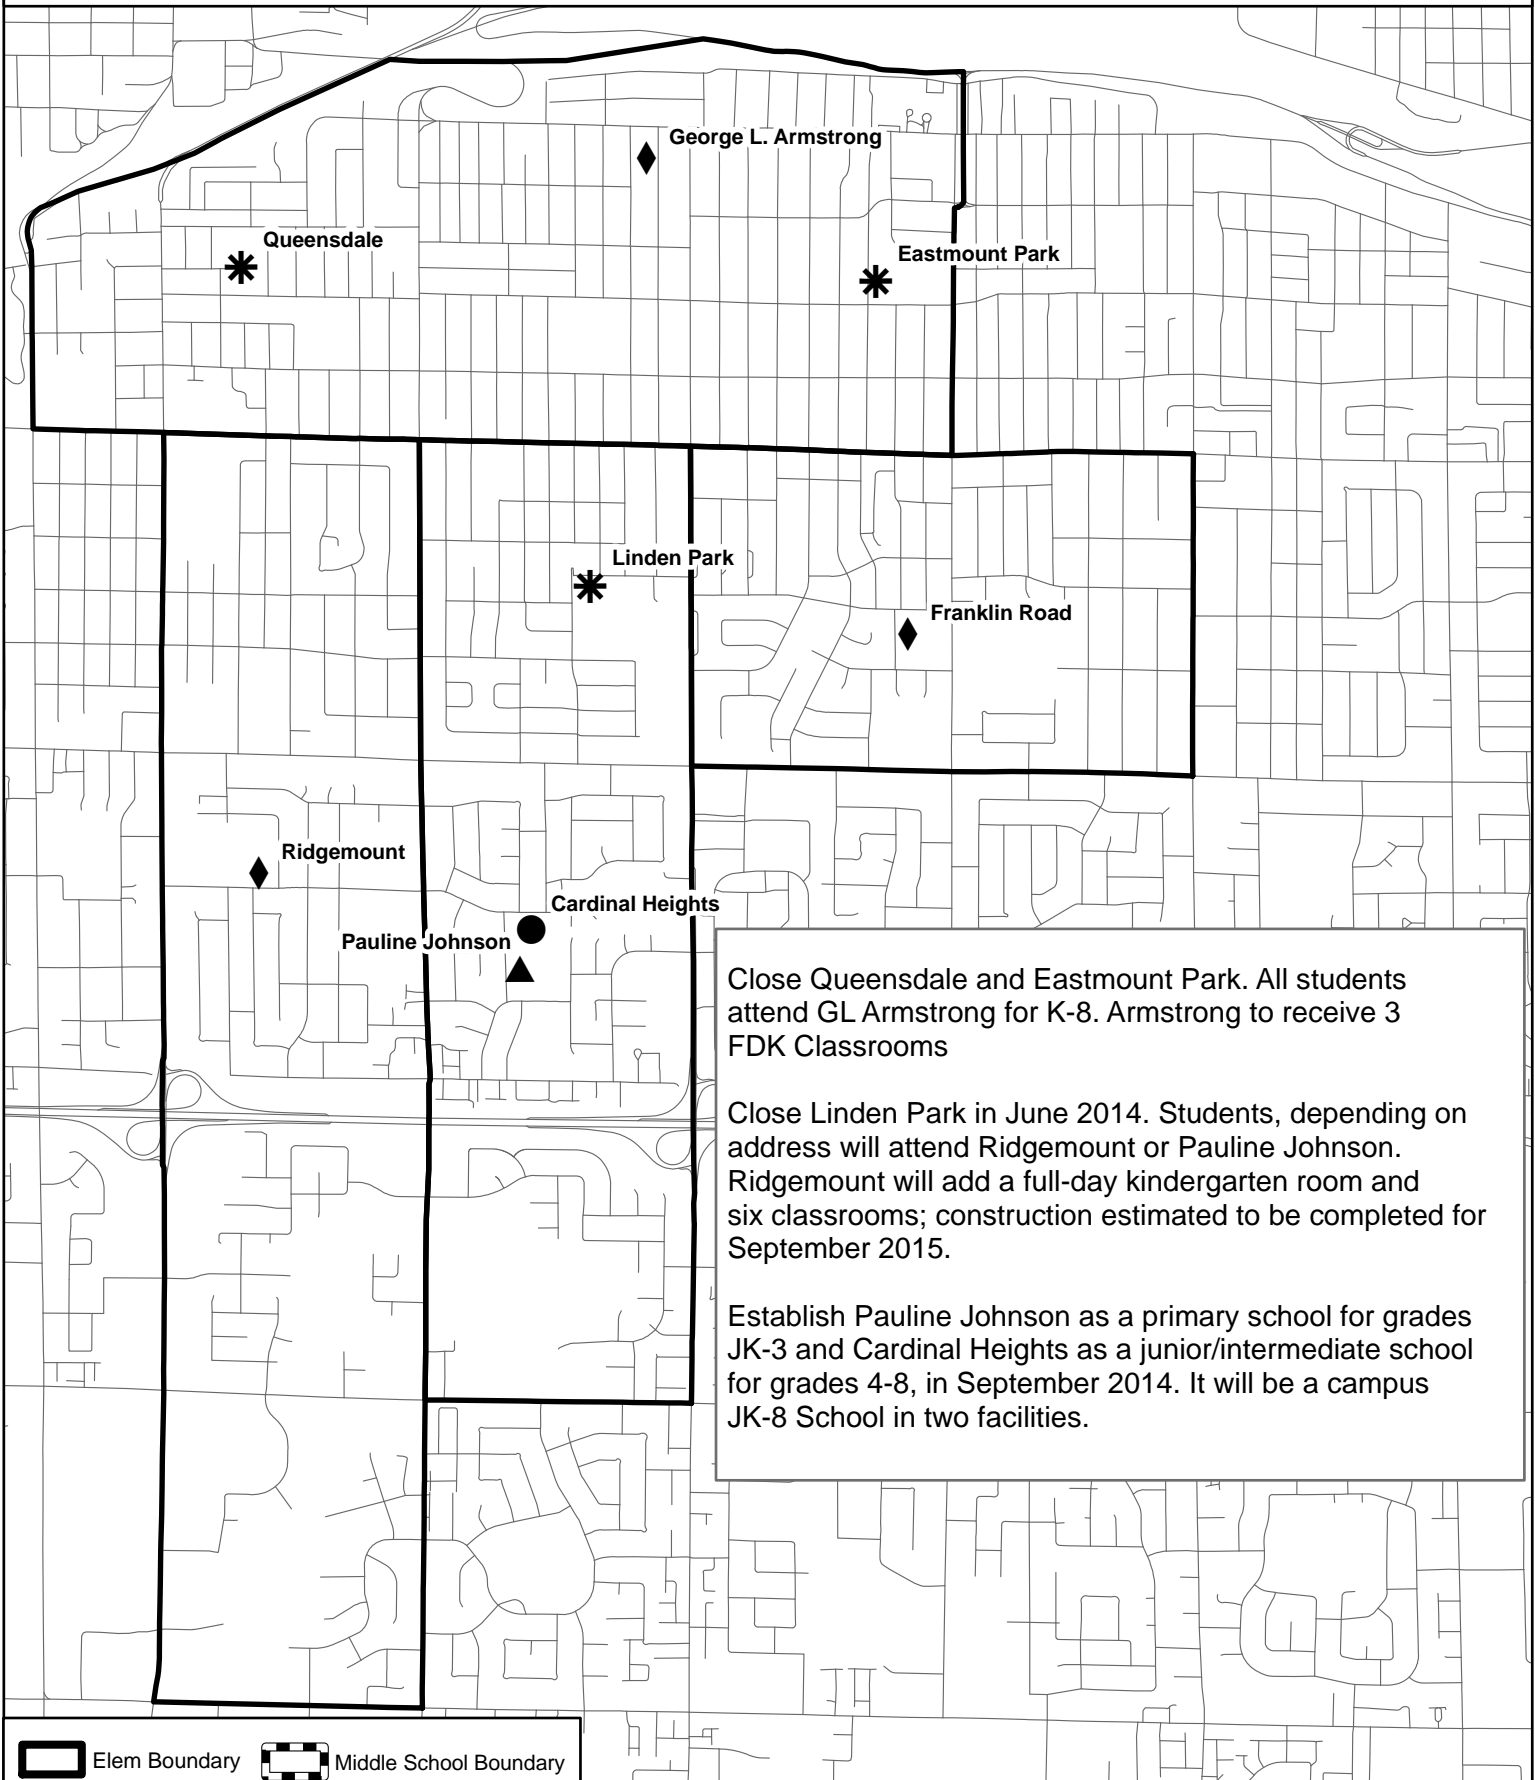 George L. Armstrong
Queensdale
Eastmount Park
Linden Park
Franklin Road
Ridgemount
Cardinal Heights
Pauline Johnson
Close Queensdale and Eastmount Park. All students
attend GL Armstrong for K-8. Armstrong to receive 3
FDK Classrooms
Close Linden Park in June 2014. Students, depending on
address will attend Ridgemount or Pauline Johnson.
Ridgemount will add a full-day kindergarten room and
six classrooms; construction estimated to be completed for
September 2015.
Establish Pauline Johnson as a primary school for grades
JK-3 and Cardinal Heights as a junior/intermediate school
for grades 4-8, in September 2014. It will be a campus
JK-8 School in two facilities.
Elem Boundary
Middle School Boundary